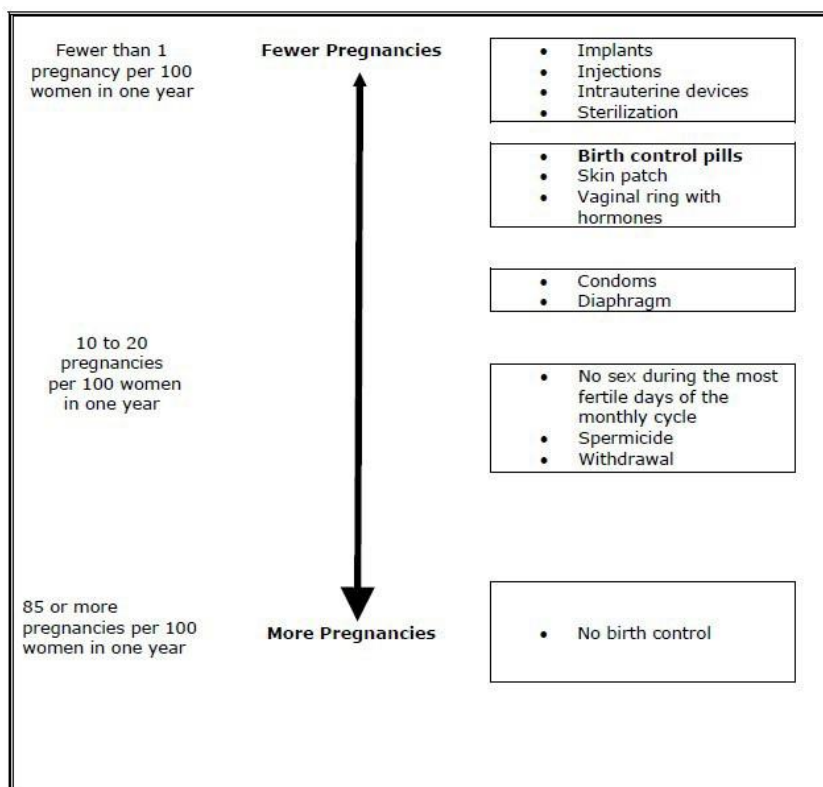 Fewer than 1
pregnancy per 100
women in one year
Fewer Pregnancies
• Implants
• Injections
• Intrauterine devices
• Sterilization
• Birth control pills
• Skin patch
• Vaginal ring with
hormones
• Condoms
• Diaphragm
10 to 20
pregnancies
per 100 women
in one year
• No sex during the most
fertile days of the
monthly cycle
• Spermicide
• Withdrawal
85 or more
pregnancies per 100
women in one year
More Pregnancies
• No birth control